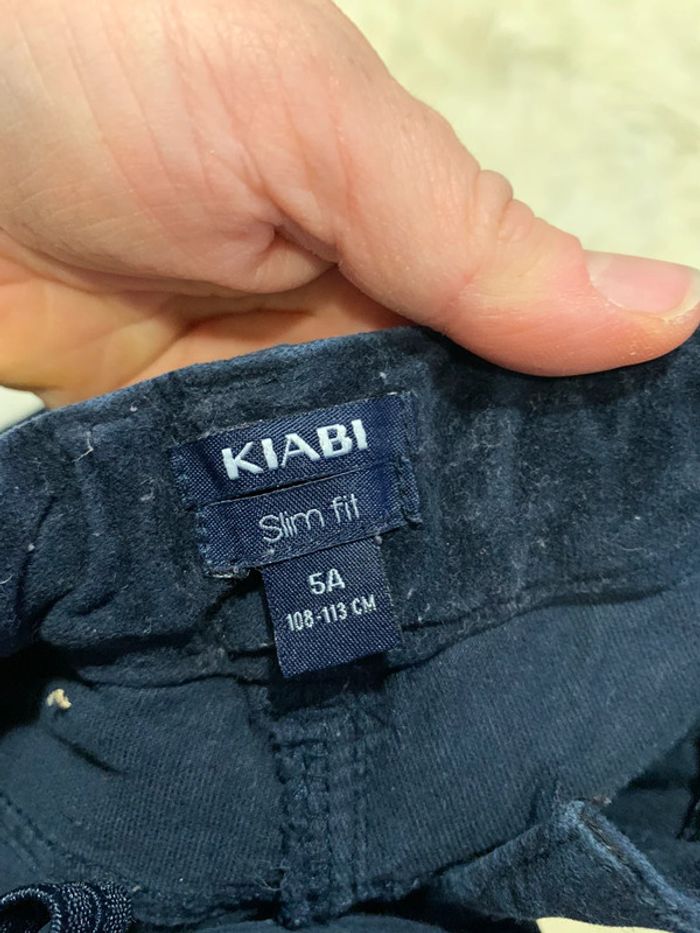 KIABI
Slim fit
5A
108-113 CM